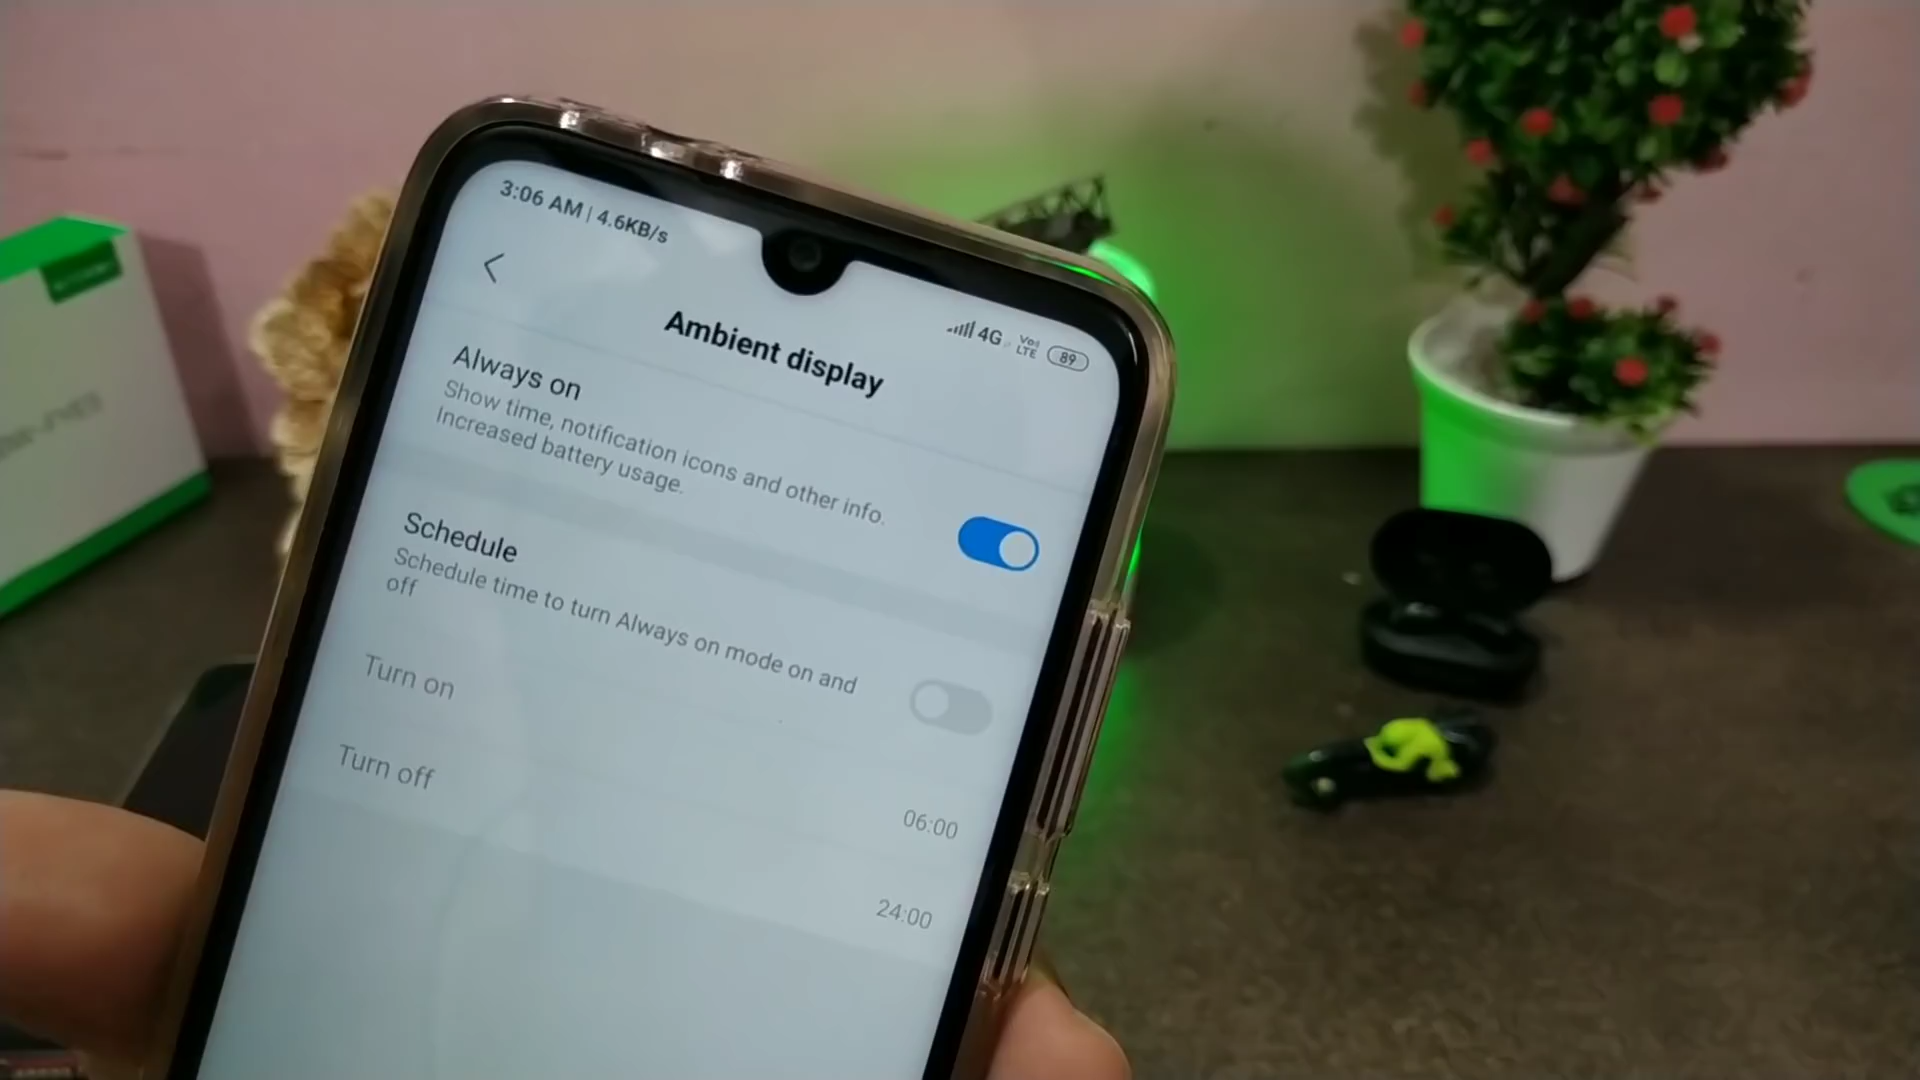 3:06 AM | 4.6KB/s
4G Vo) LTE 89
Ambient display
Always on
Show time, notification icons and other info.
Increased battery usage.
Schedule
Schedule time to turn Always on mode on and
off
Turn on
06:00
Turn off
24:00